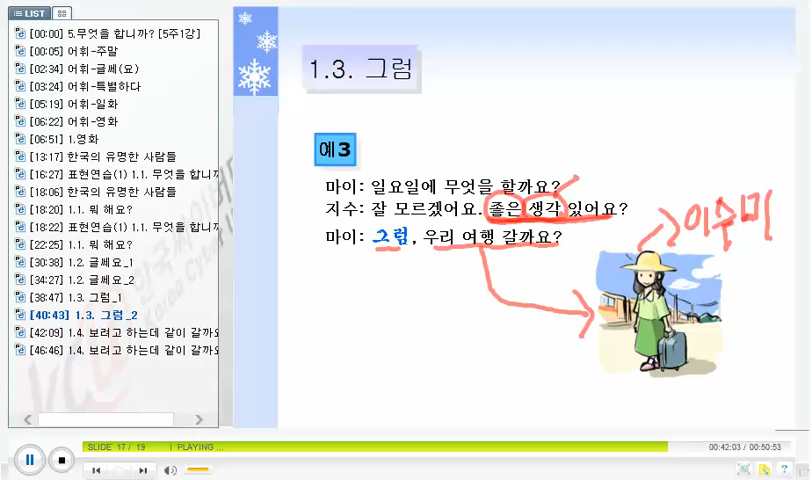 LIST
[00:00] 5.무엇을 합니까? [5주1강]
[00:05] 어휘-주말
[02:34] 어휘-글쎄(요)
[03:24] 어휘-특별하다
[05:19] 어휘-일화
[06:22] 어휘-영화
[06:51] 1.영화
[13:17] 한국의 유명한 사람들
[16:27] 표현연습(1) 1.1. 무엇을 합니까
[18:06] 한국의 유명한 사람들
[18:20] 1.1. 뭐 해요?
[18:22] 표현연습(1) 1.1. 무엇을 합니까
[22:25] 1.1. 뭐 해요?
[30:38] 1.2. 글쎄요_1
[34:27] 1.2. 글쎄요_2
[38:47] 1.3. 그럼_1
[40:43] 1.3. 그럼_2
[42:09] 1.4. 보려고 하는데 같이 갈까요
[46:46] 1.4. 보려고 하는데 같이 갈까요
1.3. 그럼
예3
마이: 일요일에 무엇을 할까요?
지수: 잘 모르겠어요. 좋은 생각 있어요?
마이: 그럼, 우리 여행 갈까요?
이수미
SLIDE 17 / 19 | PLAYING ...
00:42:03 / 00:50:53